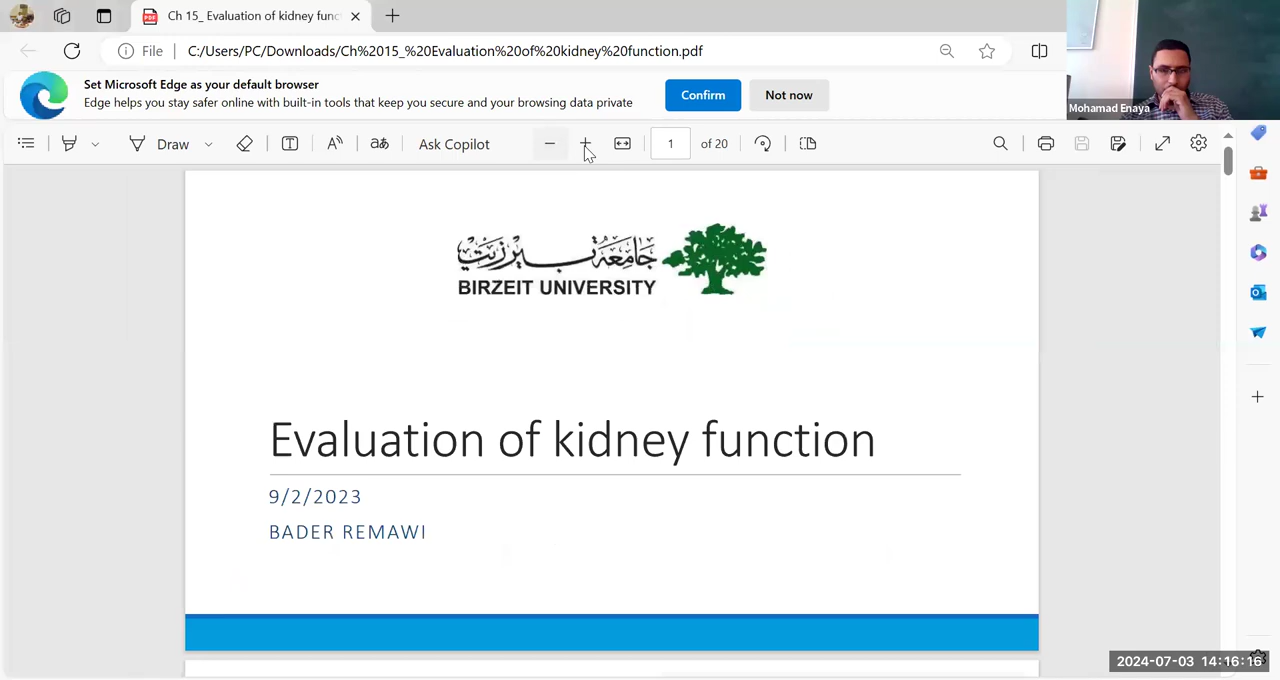 Ch 15_ Evaluation of kidney func
File
C:/Users/PC/Downloads/Ch%2015_%20Evaluation%20of%20kidney%20function.pdf
Set Microsoft Edge as your default browser
Edge helps you stay safer online with built-in tools that keep you secure and your browsing data private
Confirm
Not now
Mohamad Enaya
Draw
Ask Copilot
1 of 20
جامعة بيرزيت
BIRZEIT UNIVERSITY
Evaluation of kidney function
9/2/2023
BADER REMAWI
2024-07-03 14:16:16